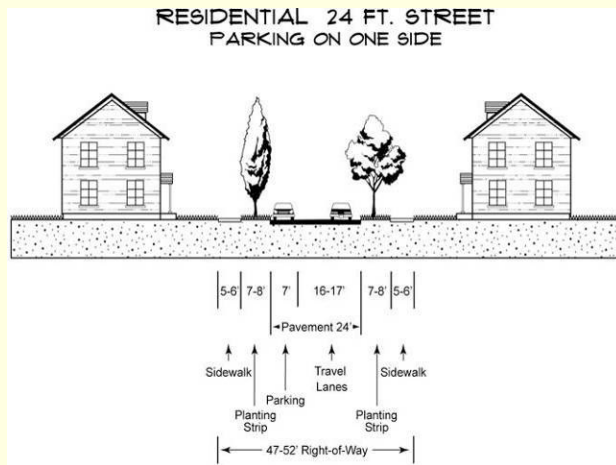 RESIDENTIAL 24 FT. STREET
PARKING ON ONE SIDE
5-6' 7-8' 7' 16-17' 7-8' 5-6'
Pavement 24'
Sidewalk Travel Lanes Sidewalk
Parking
Planting Strip Planting Strip
47-52' Right-of-Way